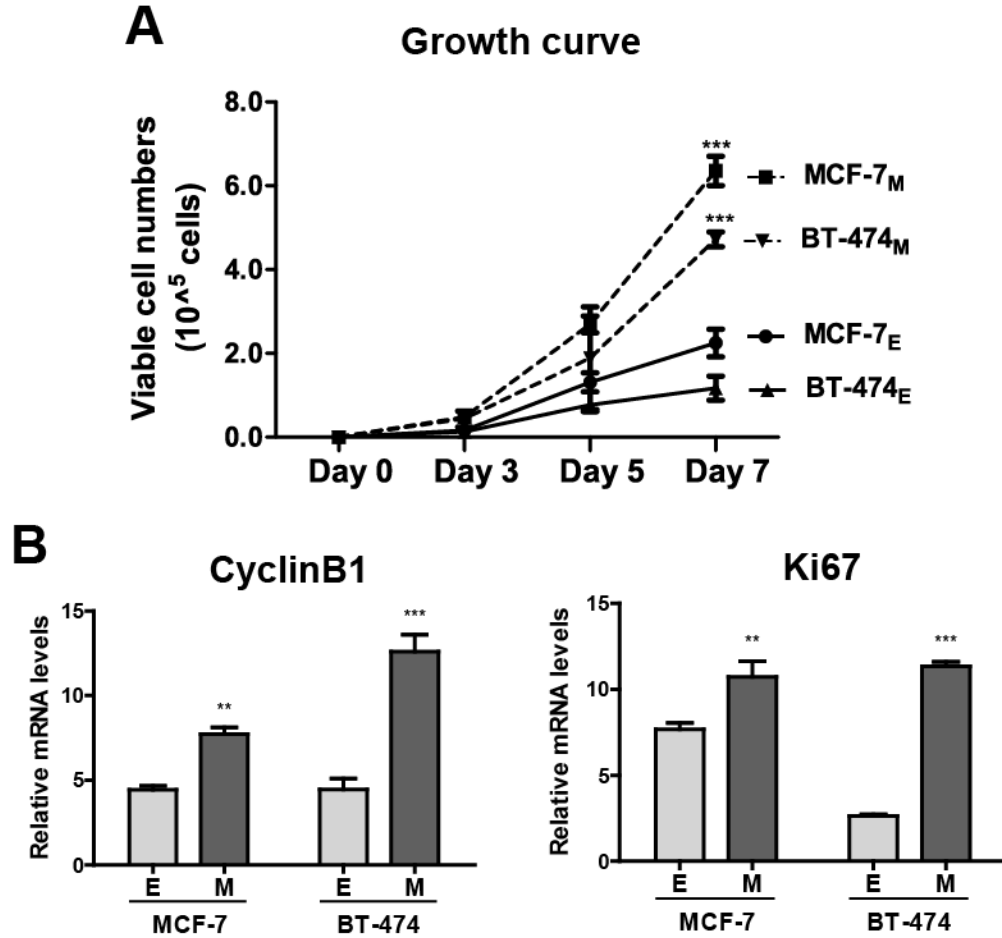 A
Growth curve
Viable cell numbers
(10^5 cells)
8.0
6.0
4.0
2.0
0.0
Day 0 Day 3 Day 5 Day 7
***
***
MCF-7M
BT-474M
MCF-7E
BT-474E
B
CyclinB1
Relative mRNA levels
15
10
5
0
**
***
E M E M
MCF-7 BT-474
Ki67
Relative mRNA levels
15
10
5
0
**
***
E M E M
MCF-7 BT-474